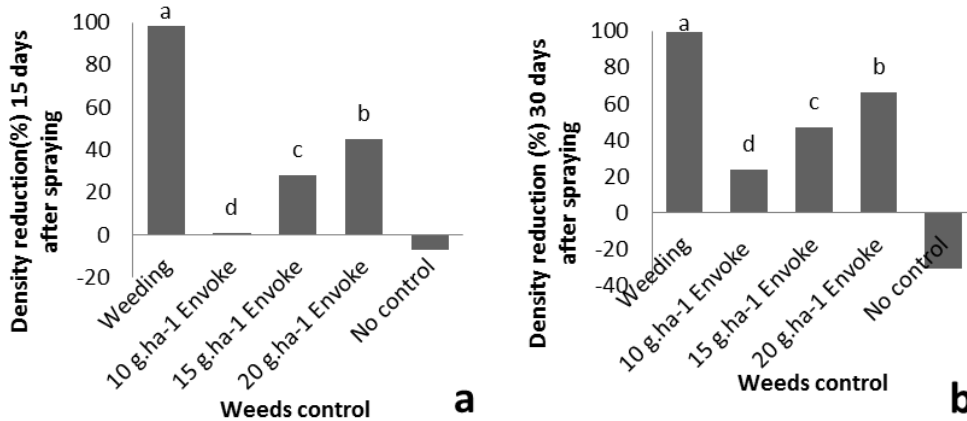 Density reduction(%) 15 days
after spraying
100
80
60
40
20
0
-20
a
d
c
b
Weeding
10 g.ha-1 Envoke
15 g.ha-1 Envoke
20 g.ha-1 Envoke
No control
Weeds control
a
Density reduction (%) 30 days
after spraying
100
80
60
40
20
0
-20
-40
a
d
c
b
Weeding
10 g.ha-1 Envoke
15 g.ha-1 Envoke
20 g.ha-1 Envoke
No control
Weeds control
b